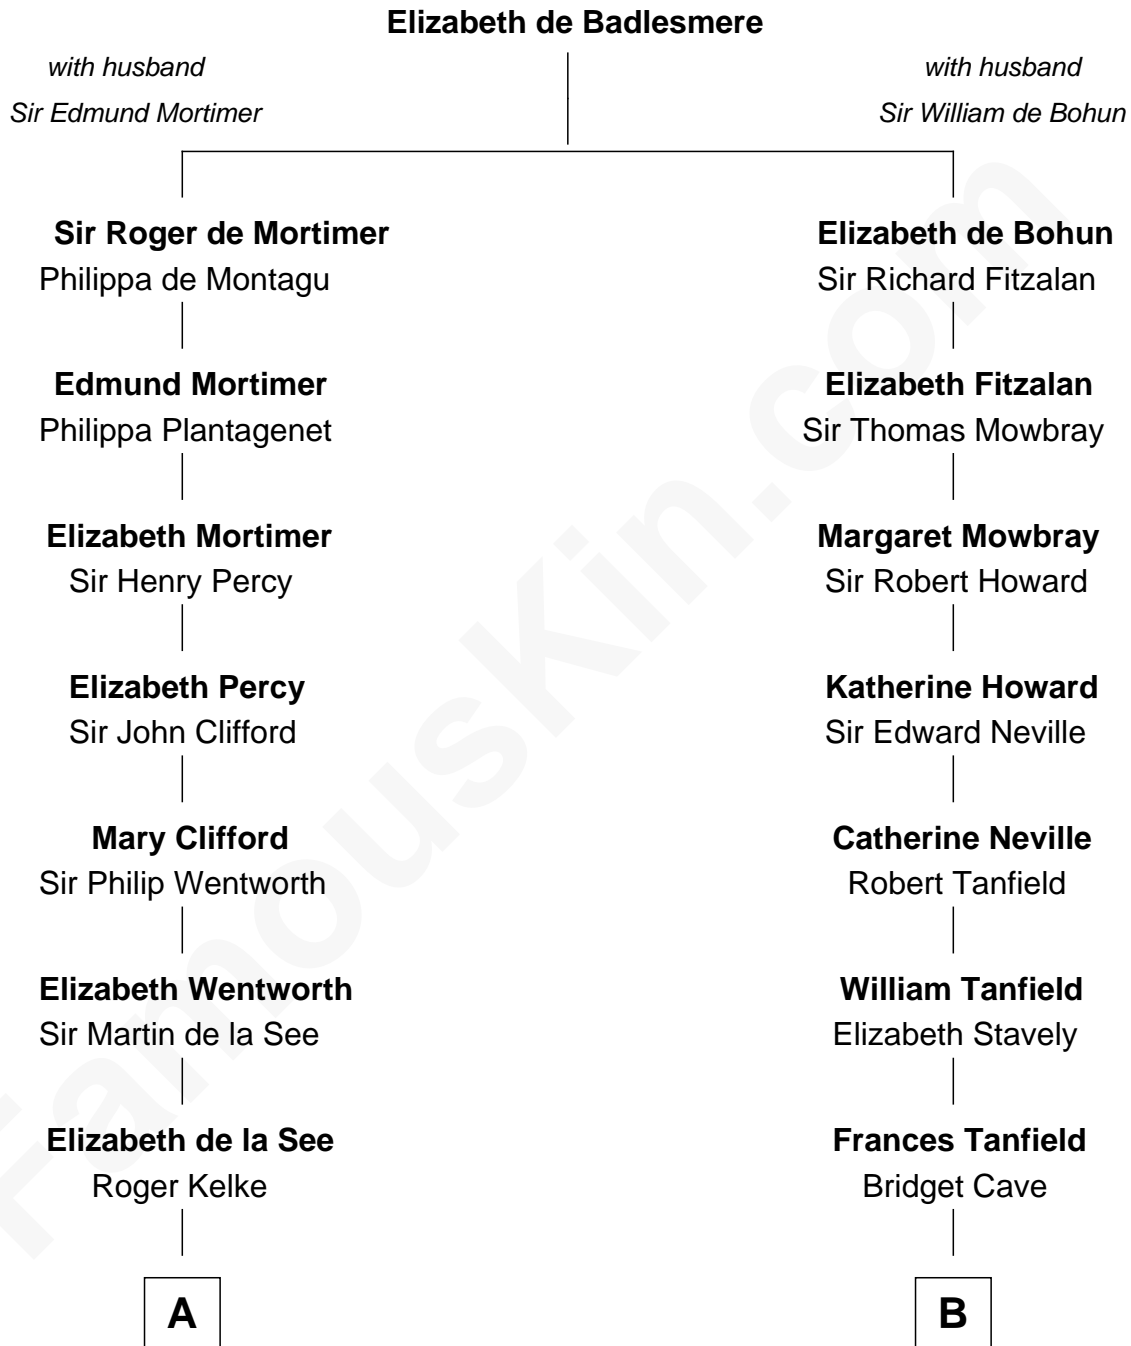 Elizabeth de Badlesmere
with husband
Sir Edmund Mortimer
with husband
Sir William de Bohun
Sir Roger de Mortimer
Philippa de Montagu
Elizabeth de Bohun
Sir Richard Fitzalan
Edmund Mortimer
Philippa Plantagenet
Elizabeth Fitzalan
Sir Thomas Mowbray
Elizabeth Mortimer
Sir Henry Percy
Margaret Mowbray
Sir Robert Howard
Elizabeth Percy
Sir John Clifford
Katherine Howard
Sir Edward Neville
Mary Clifford
Sir Philip Wentworth
Catherine Neville
Robert Tanfield
Elizabeth Wentworth
Sir Martin de la See
William Tanfield
Elizabeth Stavely
Elizabeth de la See
Roger Kelke
Frances Tanfield
Bridget Cave
A
B
FamousKin.com